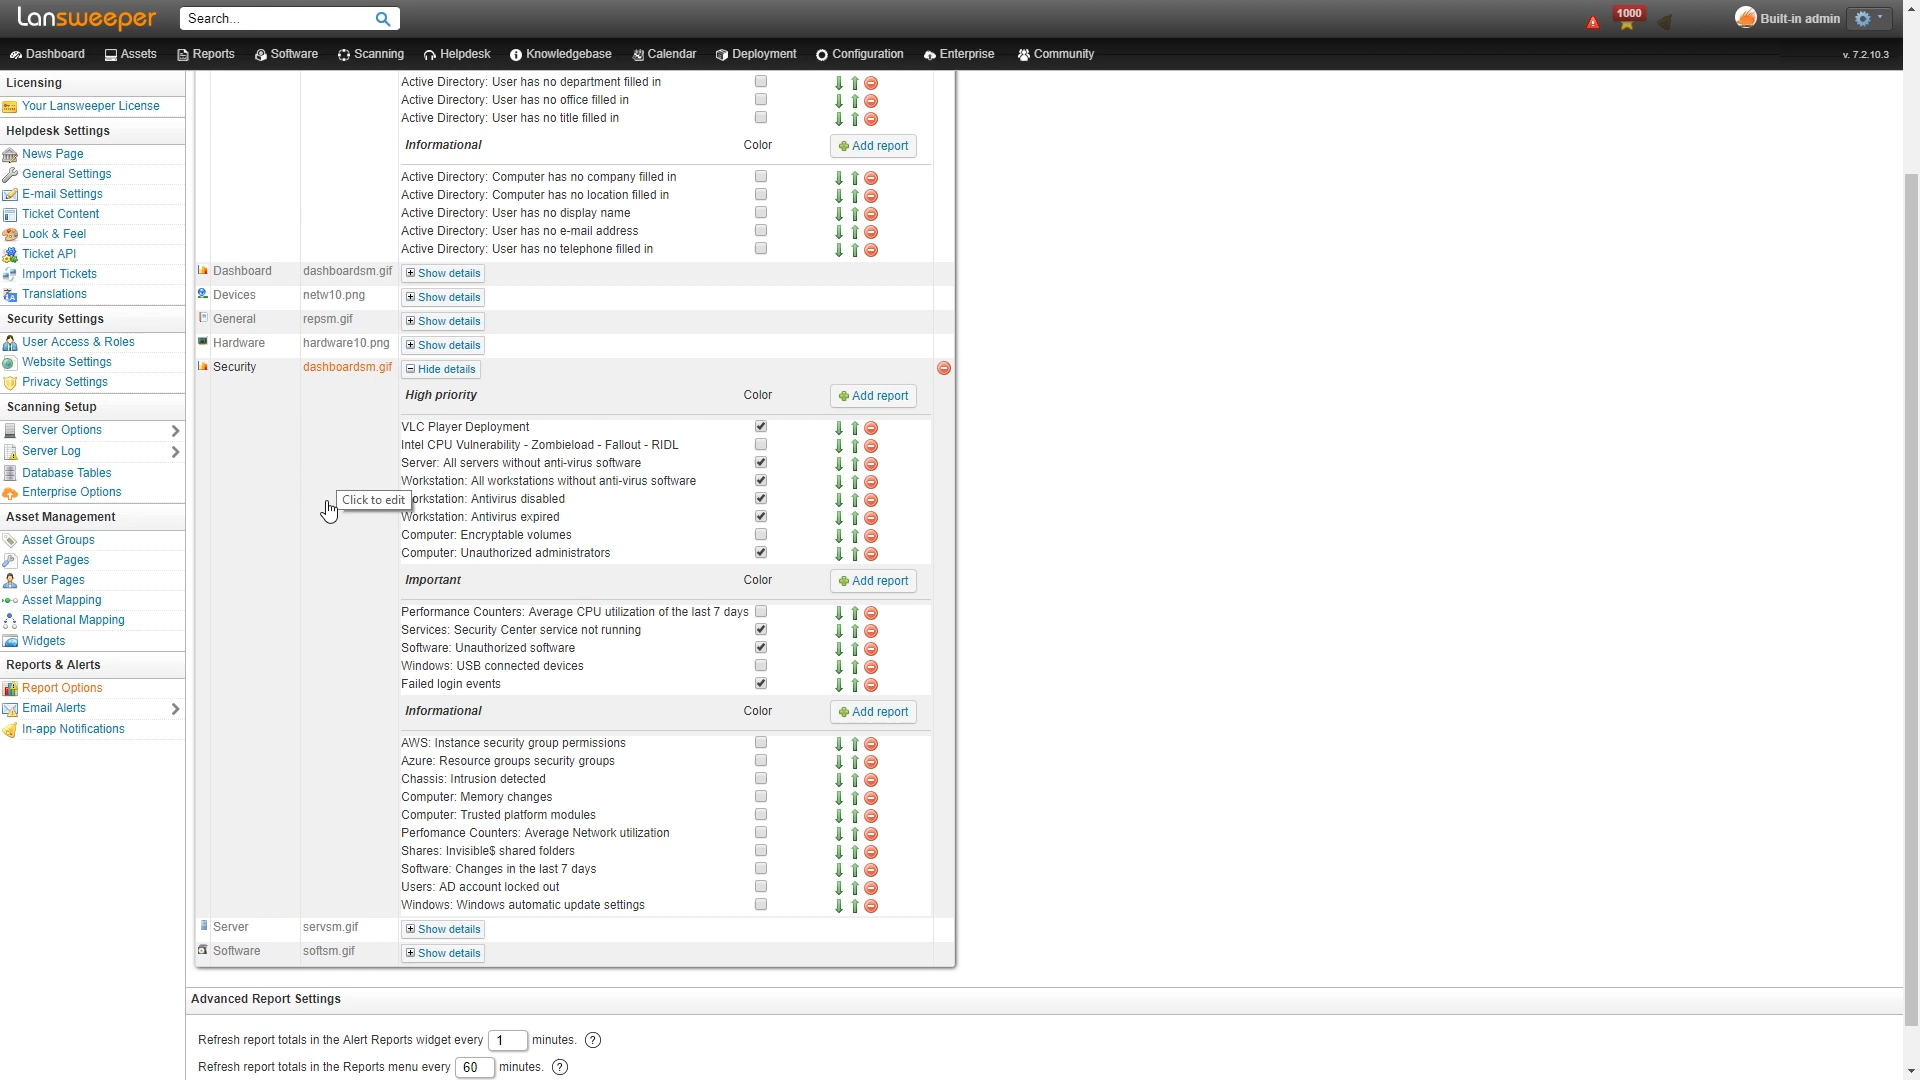 Lansweeper
Search...
1000
Built-in admin
Dashboard Assets Reports Software Scanning Helpdesk Knowledgebase Calendar Deployment Configuration Enterprise Community
v. 7.2.10.3
Licensing
Your Lansweeper License
Helpdesk Settings
News Page
General Settings
E-mail Settings
Ticket Content
Look & Feel
Ticket API
Import Tickets
Translations
Security Settings
User Access & Roles
Website Settings
Privacy Settings
Scanning Setup
Server Options
Server Log
Database Tables
Enterprise Options
Asset Management
Asset Groups
Asset Pages
User Pages
Asset Mapping
Relational Mapping
Widgets
Reports & Alerts
Report Options
Email Alerts
In-app Notifications
Active Directory: User has no department filled in
Active Directory: User has no office filled in
Active Directory: User has no title filled in
Informational Color Add report
Active Directory: Computer has no company filled in
Active Directory: Computer has no location filled in
Active Directory: User has no display name
Active Directory: User has no e-mail address
Active Directory: User has no telephone filled in
Dashboard dashboardsm.gif Show details
Devices netw10.png Show details
General repsm.gif Show details
Hardware hardware10.png Show details
Security dashboardsm.gif Hide details
High priority Color Add report
VLC Player Deployment
Intel CPU Vulnerability - Zombieload - Fallout - RIDL
Server: All servers without anti-virus software
Workstation: All workstations without anti-virus software
Click to edit orkstation: Antivirus disabled
Workstation: Antivirus expired
Computer: Encryptable volumes
Computer: Unauthorized administrators
Important Color Add report
Performance Counters: Average CPU utilization of the last 7 days
Services: Security Center service not running
Software: Unauthorized software
Windows: USB connected devices
Failed login events
Informational Color Add report
AWS: Instance security group permissions
Azure: Resource groups security groups
Chassis: Intrusion detected
Computer: Memory changes
Computer: Trusted platform modules
Perfomance Counters: Average Network utilization
Shares: Invisible$ shared folders
Software: Changes in the last 7 days
Users: AD account locked out
Windows: Windows automatic update settings
Server servsm.gif Show details
Software softsm.gif Show details
Advanced Report Settings
Refresh report totals in the Alert Reports widget every 1 minutes. ?
Refresh report totals in the Reports menu every 60 minutes. ?